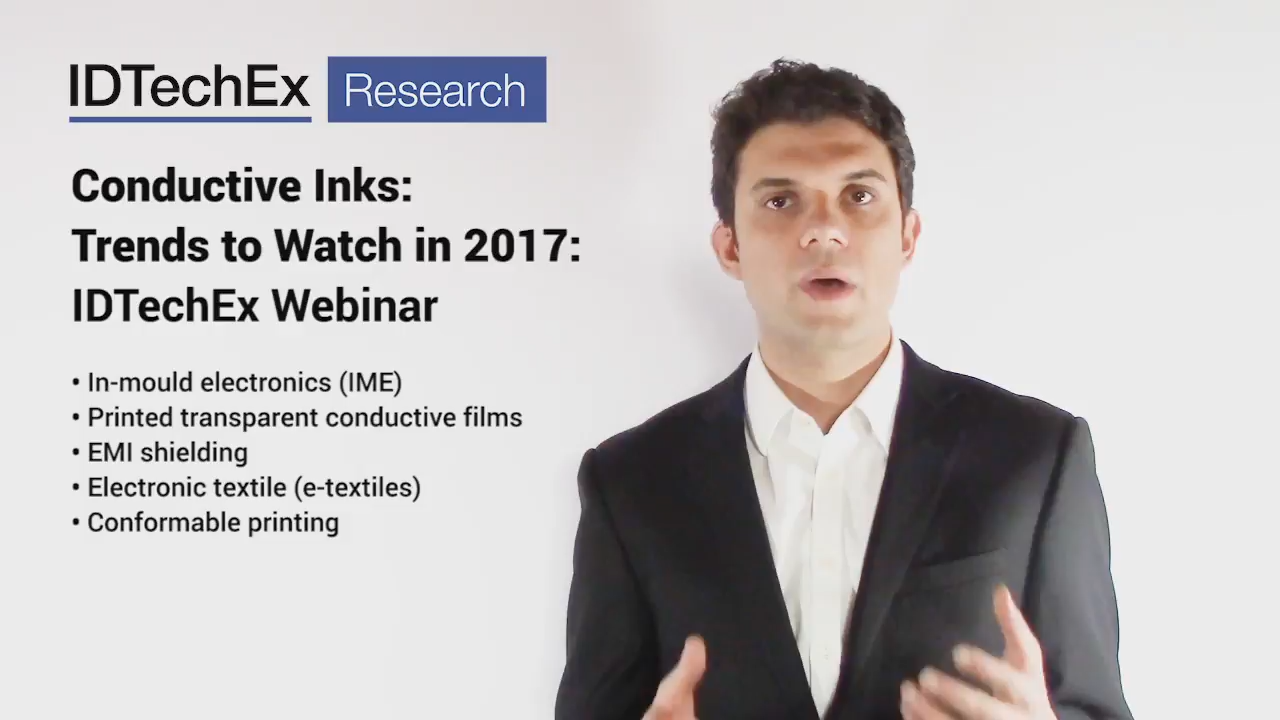 IDTechEx Research
Conductive Inks:
Trends to Watch in 2017:
IDTechEx Webinar
• In-mould electronics (IME)
• Printed transparent conductive films
• EMI shielding
• Electronic textile (e-textiles)
• Conformable printing